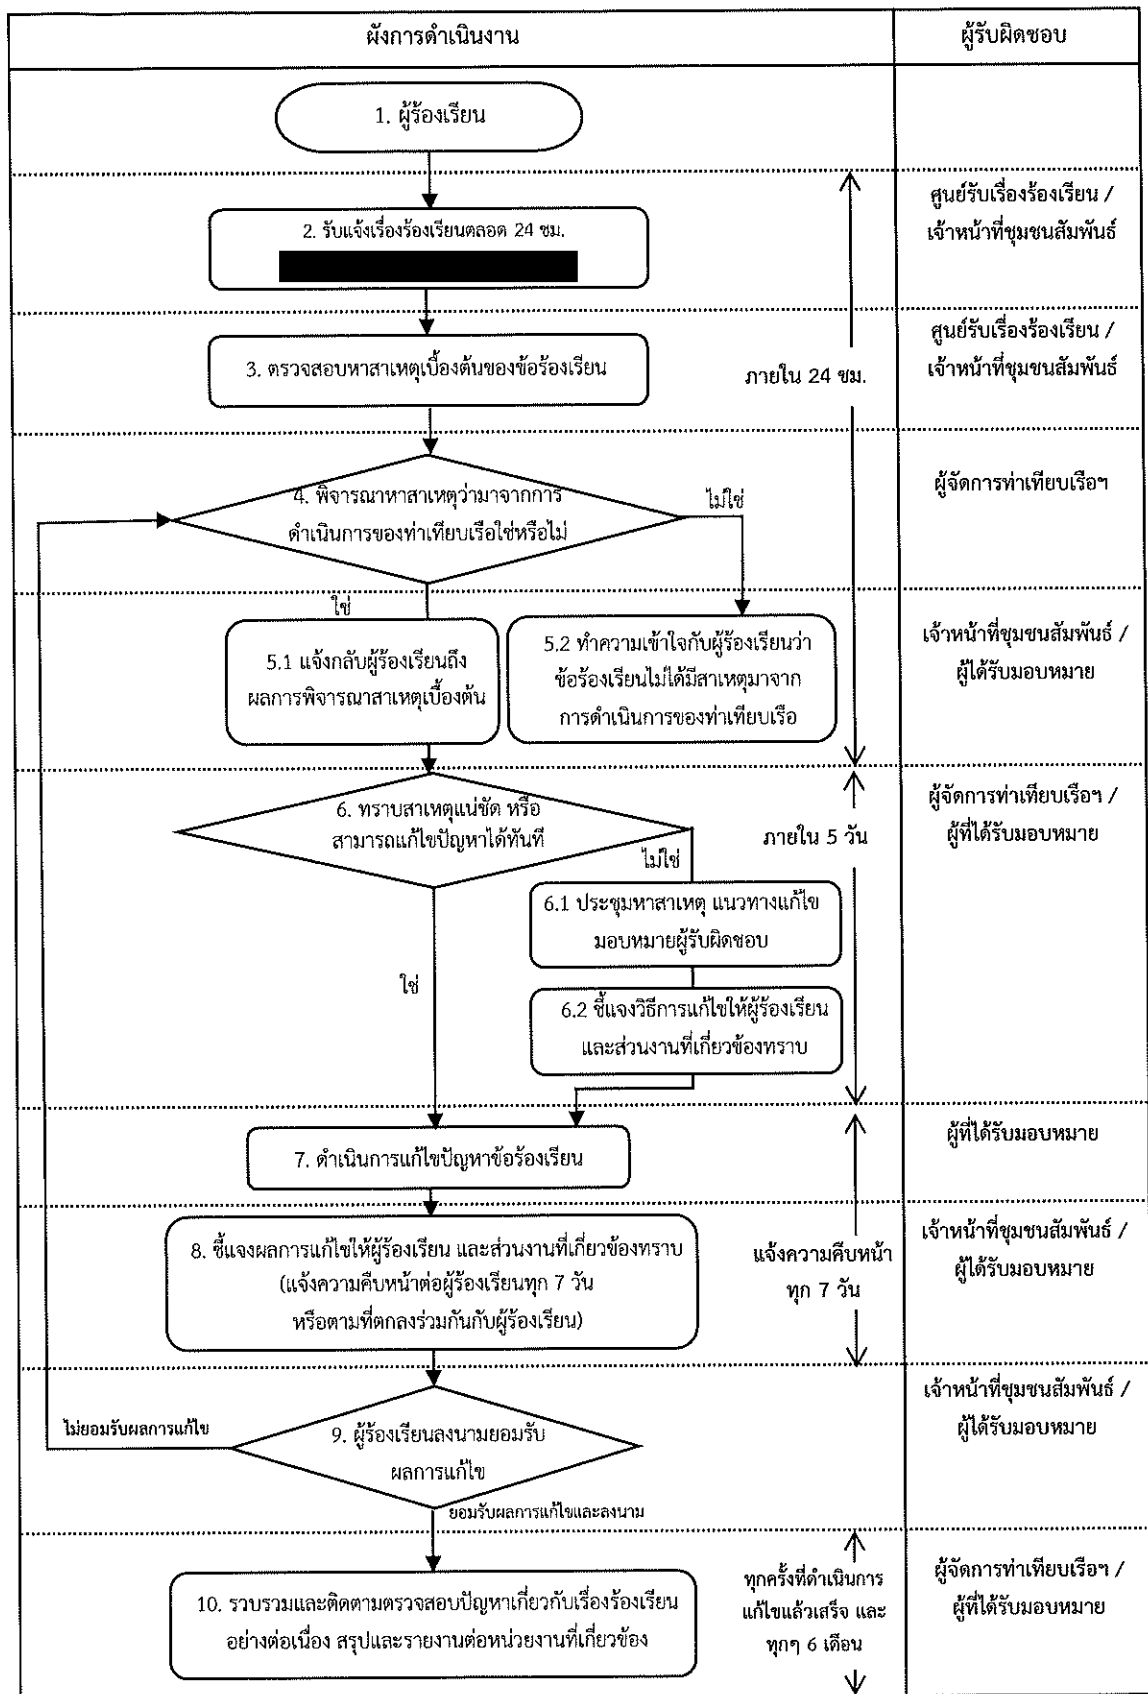 ผังการดำเนินงาน
ผู้รับผิดชอบ
1. ผู้ร้องเรียน
2. รับแจ้งเรื่องร้องเรียนตลอด 24 ชม.
ศูนย์รับเรื่องร้องเรียน /
เจ้าหน้าที่ชุมชนสัมพันธ์
3. ตรวจสอบหาสาเหตุเบื้องต้นของข้อร้องเรียน
ภายใน 24 ชม.
ศูนย์รับเรื่องร้องเรียน /
เจ้าหน้าที่ชุมชนสัมพันธ์
4. พิจารณาหาสาเหตุว่ามาจากการ
ดำเนินการของท่าเทียบเรือใช่หรือไม่
ไม่ใช่
ผู้จัดการท่าเทียบเรือฯ
ใช่
5.1 แจ้งกลับผู้ร้องเรียนถึง
ผลการพิจารณาสาเหตุเบื้องต้น
5.2 ทำความเข้าใจกับผู้ร้องเรียนว่า
ข้อร้องเรียนไม่ได้มีสาเหตุมาจาก
การดำเนินการของท่าเทียบเรือ
เจ้าหน้าที่ชุมชนสัมพันธ์ /
ผู้ได้รับมอบหมาย
6. ทราบสาเหตุแน่ชัด หรือ
สามารถแก้ไขปัญหาได้ทันที
ไม่ใช่
ภายใน 5 วัน
ผู้จัดการท่าเทียบเรือฯ /
ผู้ที่ได้รับมอบหมาย
6.1 ประชุมหาสาเหตุ แนวทางแก้ไข
มอบหมายผู้รับผิดชอบ
ใช่
6.2 ชี้แจงวิธีการแก้ไขให้ผู้ร้องเรียน
และส่วนงานที่เกี่ยวข้องทราบ
7. ดำเนินการแก้ไขปัญหาข้อร้องเรียน
ผู้ที่ได้รับมอบหมาย
8. ชี้แจงผลการแก้ไขให้ผู้ร้องเรียน และส่วนงานที่เกี่ยวข้องทราบ
(แจ้งความคืบหน้าต่อผู้ร้องเรียนทุก 7 วัน
หรือตามที่ตกลงร่วมกันกับผู้ร้องเรียน)
แจ้งความคืบหน้า
ทุก 7 วัน
เจ้าหน้าที่ชุมชนสัมพันธ์ /
ผู้ได้รับมอบหมาย
ไม่ยอมรับผลการแก้ไข
9. ผู้ร้องเรียนลงนามยอมรับ
ผลการแก้ไข
เจ้าหน้าที่ชุมชนสัมพันธ์ /
ผู้ได้รับมอบหมาย
ยอมรับผลการแก้ไขและลงนาม
10. รวบรวมและติดตามตรวจสอบปัญหาเกี่ยวกับเรื่องร้องเรียน
อย่างต่อเนื่อง สรุปและรายงานต่อหน่วยงานที่เกี่ยวข้อง
ทุกครั้งที่ดำเนินการ
แก้ไขแล้วเสร็จ และ
ทุกๆ 6 เดือน
ผู้จัดการท่าเทียบเรือฯ /
ผู้ที่ได้รับมอบหมาย